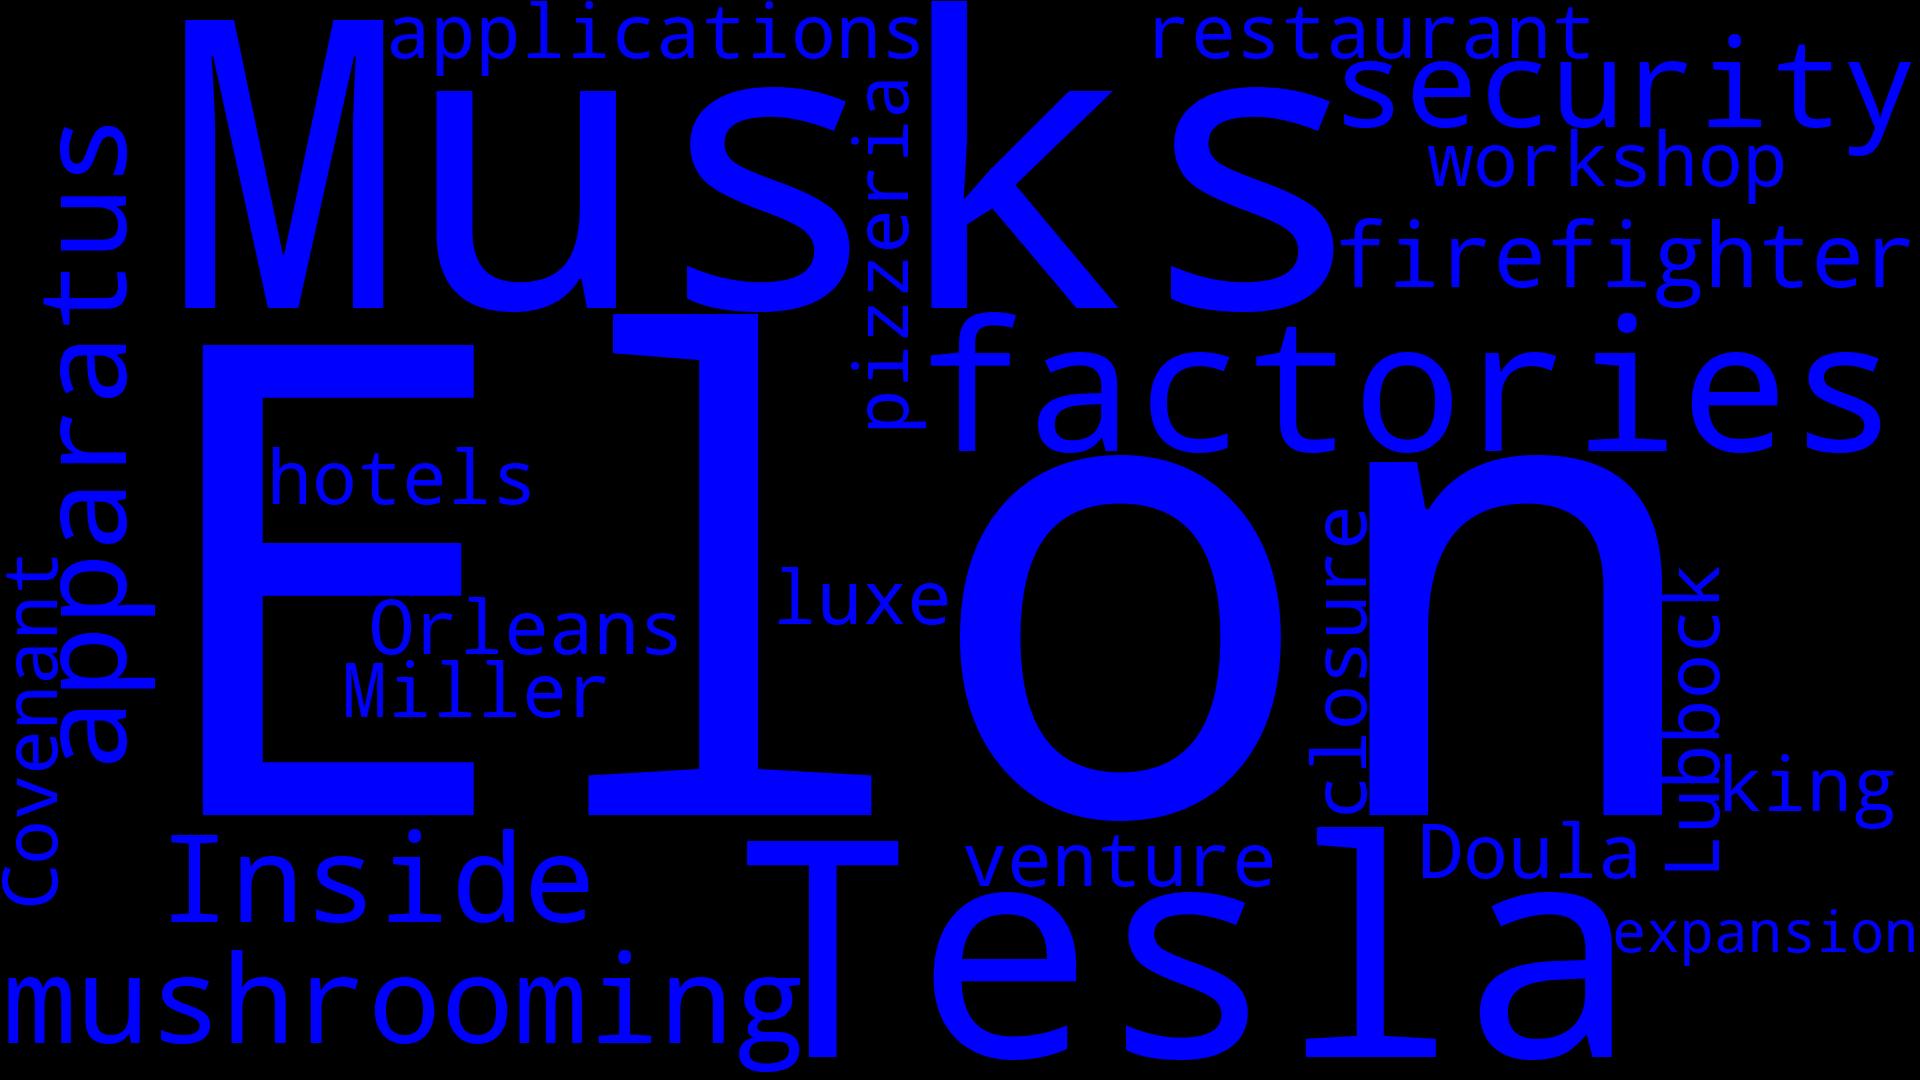 applications
restaurant
Musks
security
pizzeria
workshop
apparatus
firefighter
factories
Elon
hotels
closure
luxe
Covenant
Lubbock
Orleans
Miller
king
Inside
venture
Doula
Tesla
expansion
mushrooming